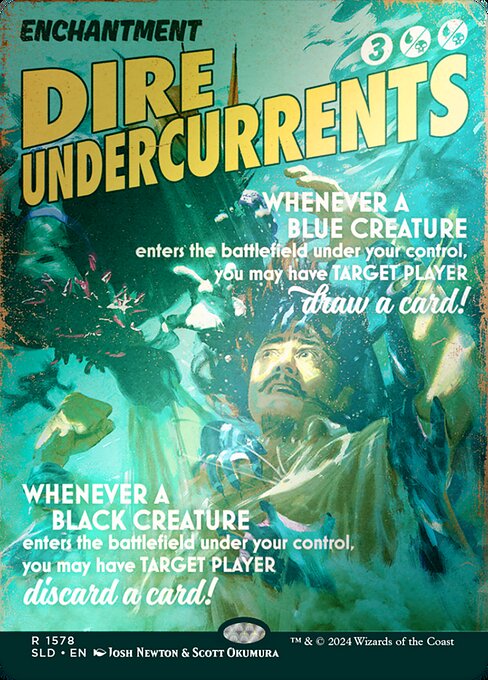 ENCHANTMENT
3
DIRE
UNDERCURRENTS
WHENEVER A
BLUE CREATURE
enters the battlefield under your control,
you may have TARGET PLAYER
draw a card!
WHENEVER A
BLACK CREATURE
enters the battlefield under your control,
you may have TARGET PLAYER
discard a card!
R 1578
SLD • EN Josh Newton & Scott Okumura
™ & © 2024 Wizards of the Coast